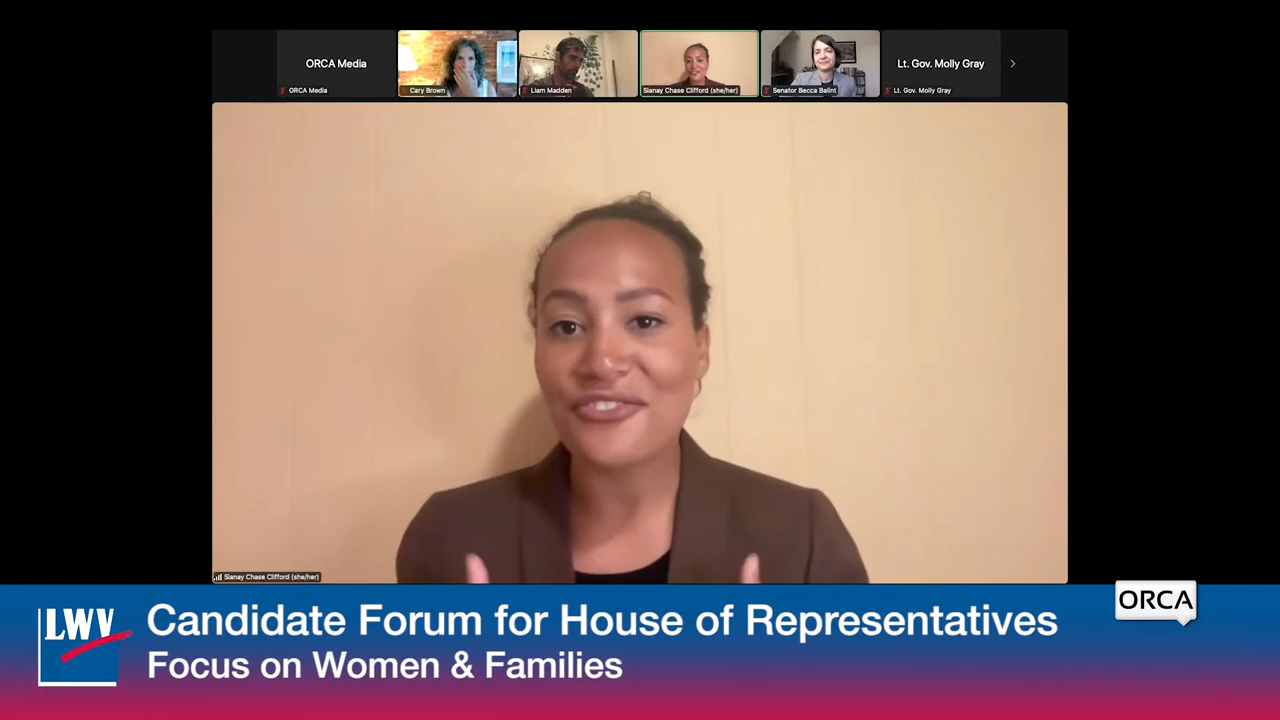 ORCA Media
Lt. Gov. Molly Gray
ORCA Media
Cary Brown
Liam Madden
Sianay Chase Clifford (she/her)
Senator Becca Balint
Lt. Gov. Molly Gray
Sianay Chase Clifford (she/her)
ORCA
LWV
Candidate Forum for House of Representatives
Focus on Women & Families